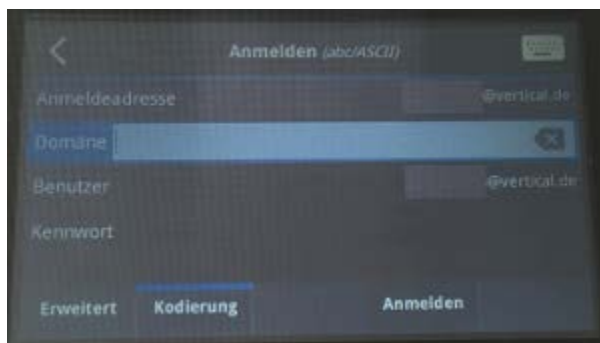 Anmelden (abc/ASCII)
Anmeldeadresse @vertical.de
Domäne
Benutzer @vertical.de
Kennwort
Erweitert Kodierung Anmelden